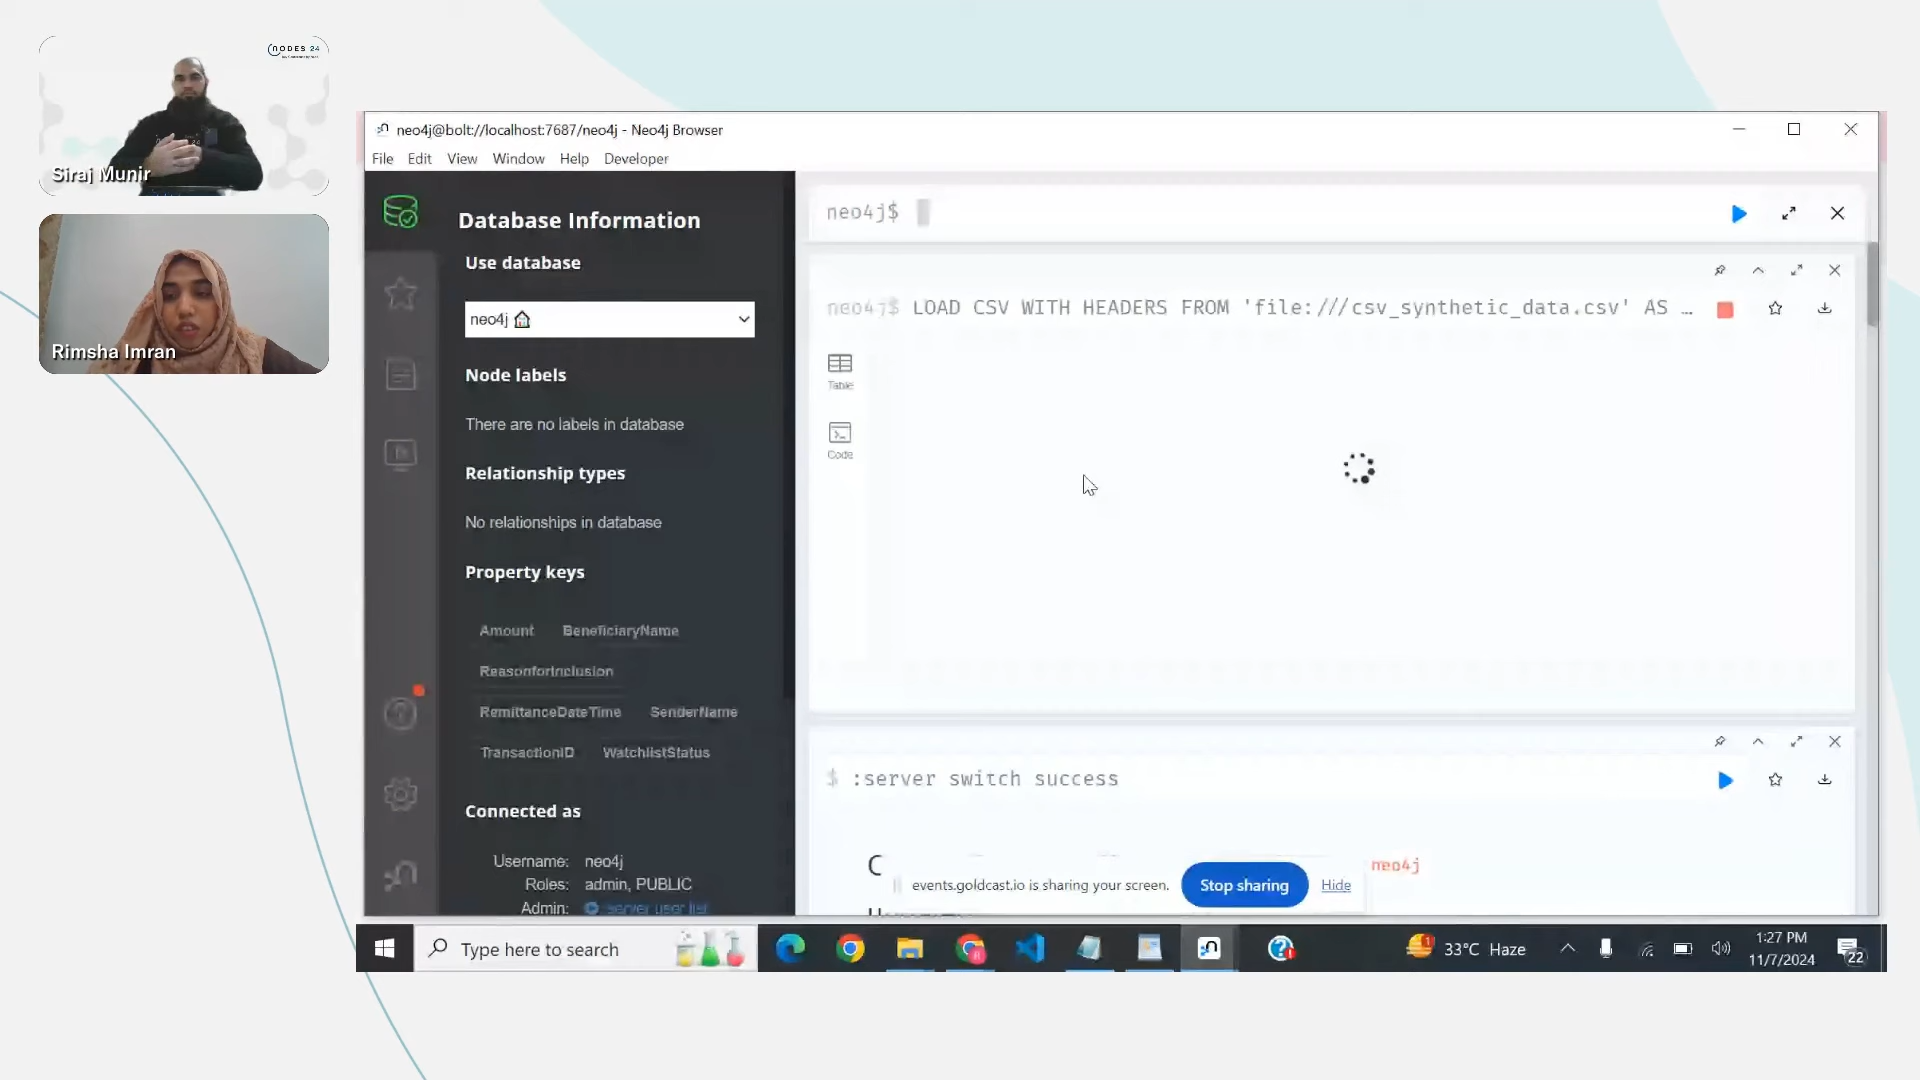 NODES 24
Siraj Munir
Rimsha Imran
neo4j@bolt://localhost:7687/neo4j - Neo4j Browser
File Edit View Window Help Developer
Database Information
Use database
neo4j
Node labels
There are no labels in database
Relationship types
No relationships in database
Property keys
Amount BeneficiaryName
ReasonforInclusion
RemittanceDateTime SenderName
TransactionID WatchlistStatus
Connected as
Username: neo4j
Roles: admin, PUBLIC
Admin: :server user list
neo4j$
neo4j$ LOAD CSV WITH HEADERS FROM 'file:///csv_synthetic_data.csv' AS …
Table
Code
$ :server switch success
neo4j
events.goldcast.io is sharing your screen. Stop sharing Hide
Type here to search
33°C Haze
1:27 PM
11/7/2024
22